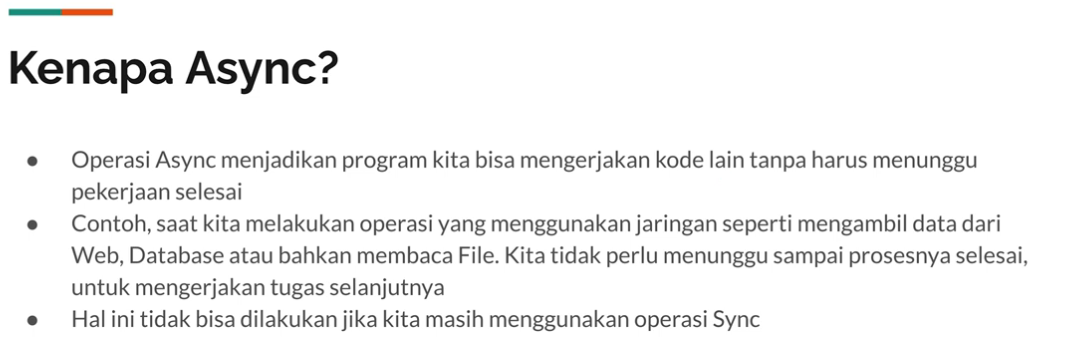 Kenapa Async?
● Operasi Async menjadikan program kita bisa mengerjakan kode lain tanpa harus menunggu
pekerjaan selesai
● Contoh, saat kita melakukan operasi yang menggunakan jaringan seperti mengambil data dari
Web, Database atau bahkan membaca File. Kita tidak perlu menunggu sampai prosesnya selesai,
untuk mengerjakan tugas selanjutnya
● Hal ini tidak bisa dilakukan jika kita masih menggunakan operasi Sync